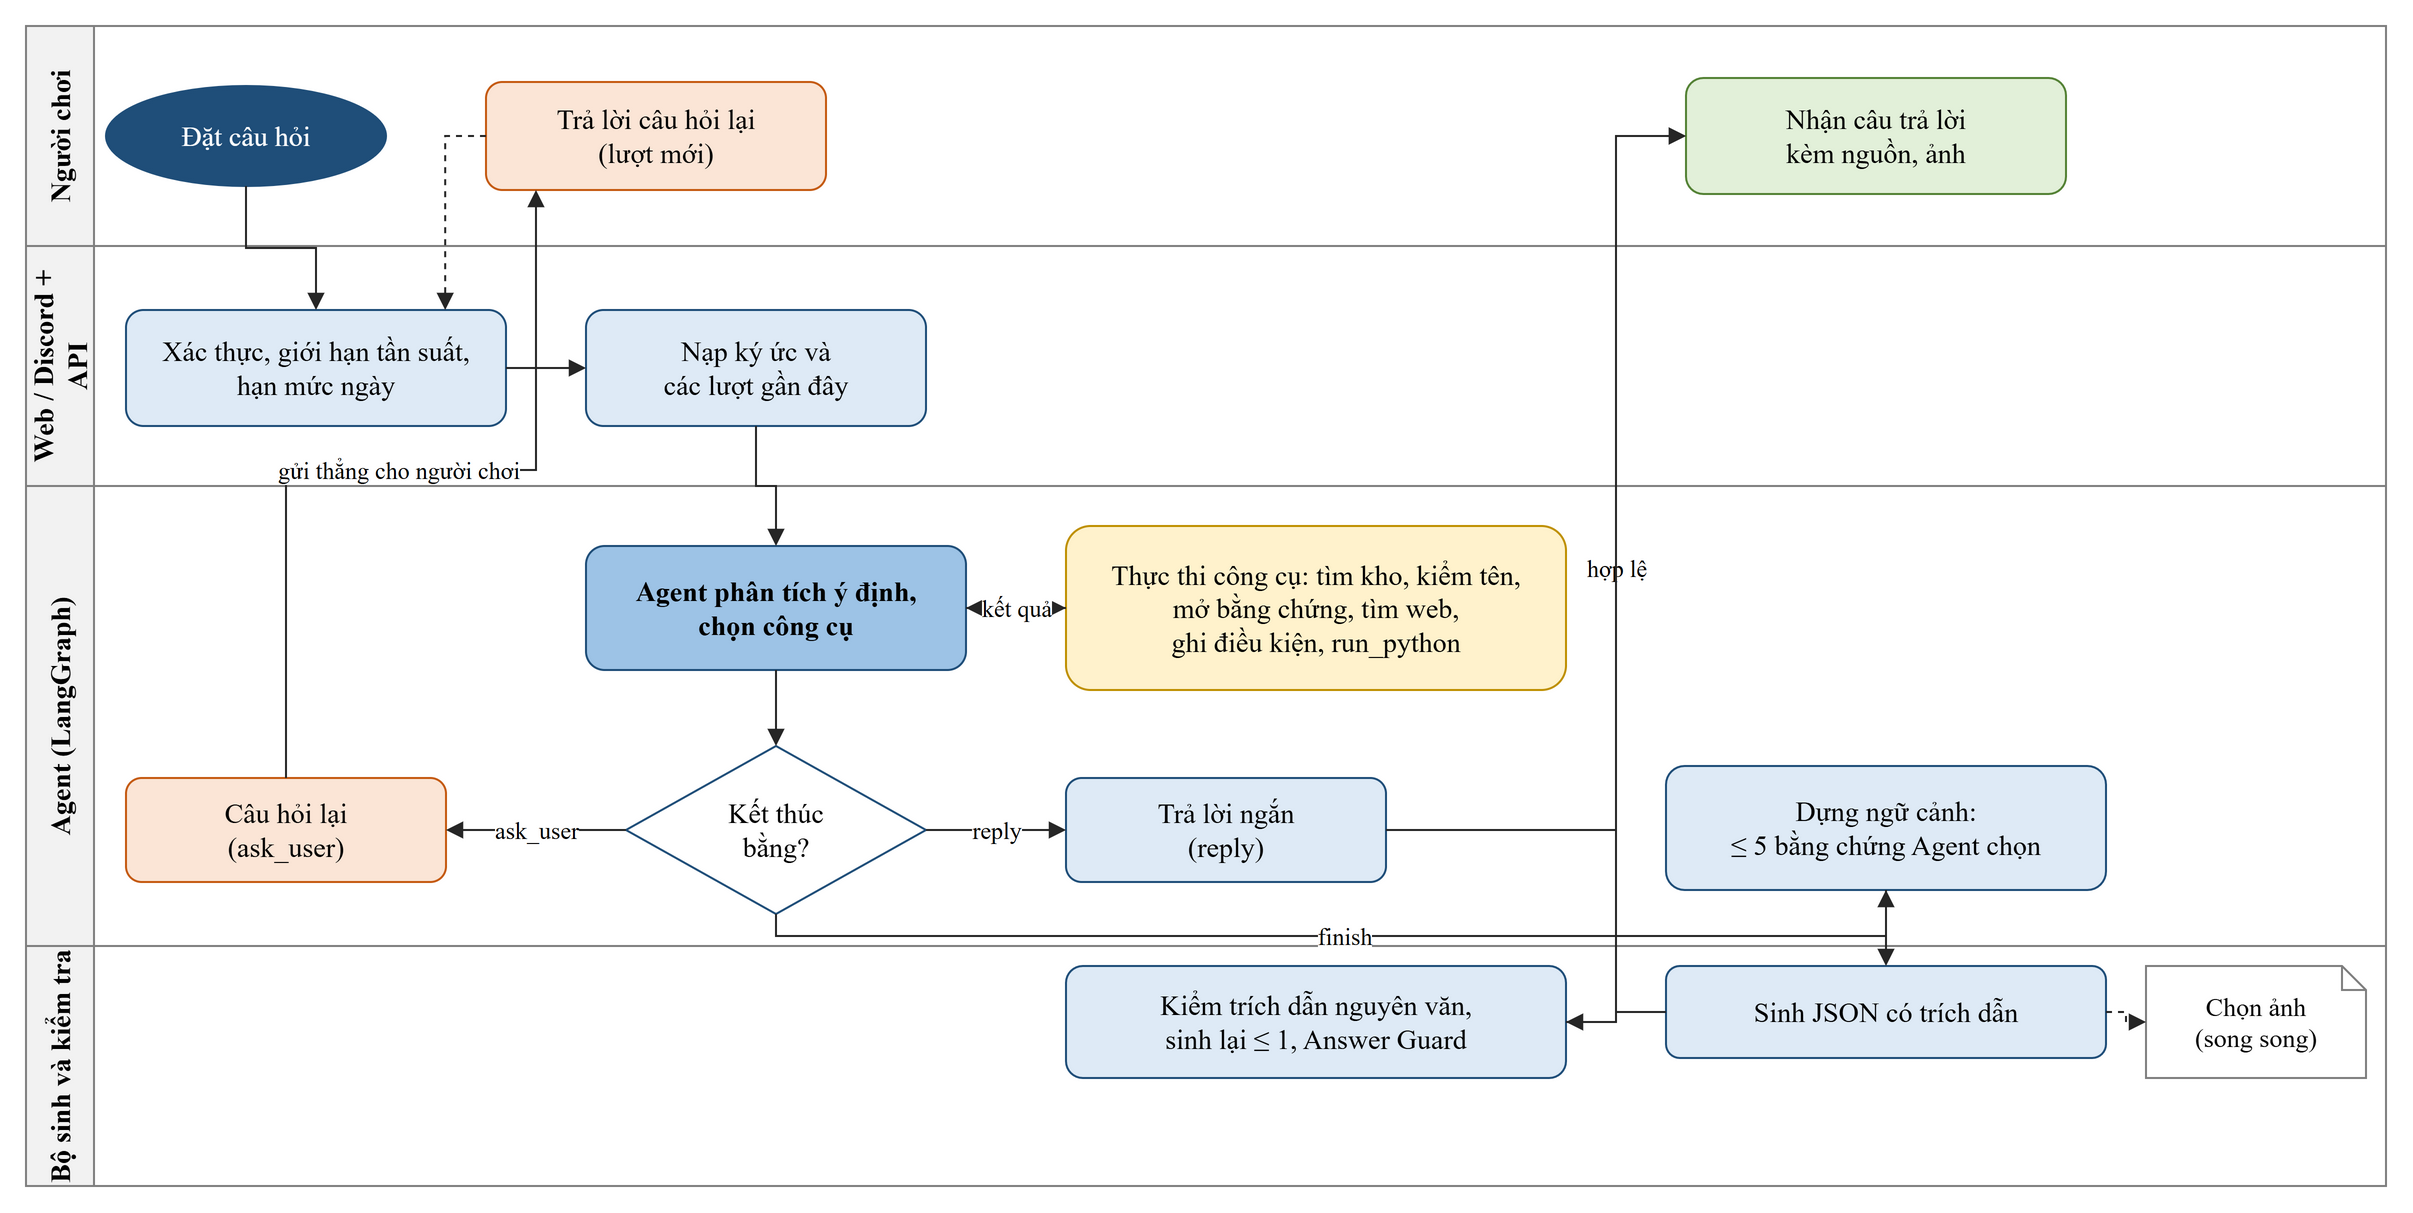 Người chơi
Đặt câu hỏi
Trả lời câu hỏi lại
(lượt mới)
Nhận câu trả lời
kèm nguồn, ảnh
Web / Discord +
API
Xác thực, giới hạn tần suất,
hạn mức ngày
Nạp ký ức và
các lượt gần đây
gửi thẳng cho người chơi
Agent (LangGraph)
Agent phân tích ý định,
chọn công cụ
kết quả
Thực thi công cụ: tìm kho, kiểm tên,
mở bằng chứng, tìm web,
ghi điều kiện, run_python
hợp lệ
Câu hỏi lại
(ask_user)
ask_user
Kết thúc
bằng?
reply
Trả lời ngắn
(reply)
Dựng ngữ cảnh:
≤ 5 bằng chứng Agent chọn
finish
Bộ sinh và kiểm tra
Kiểm trích dẫn nguyên văn,
sinh lại ≤ 1, Answer Guard
Sinh JSON có trích dẫn
Chọn ảnh
(song song)